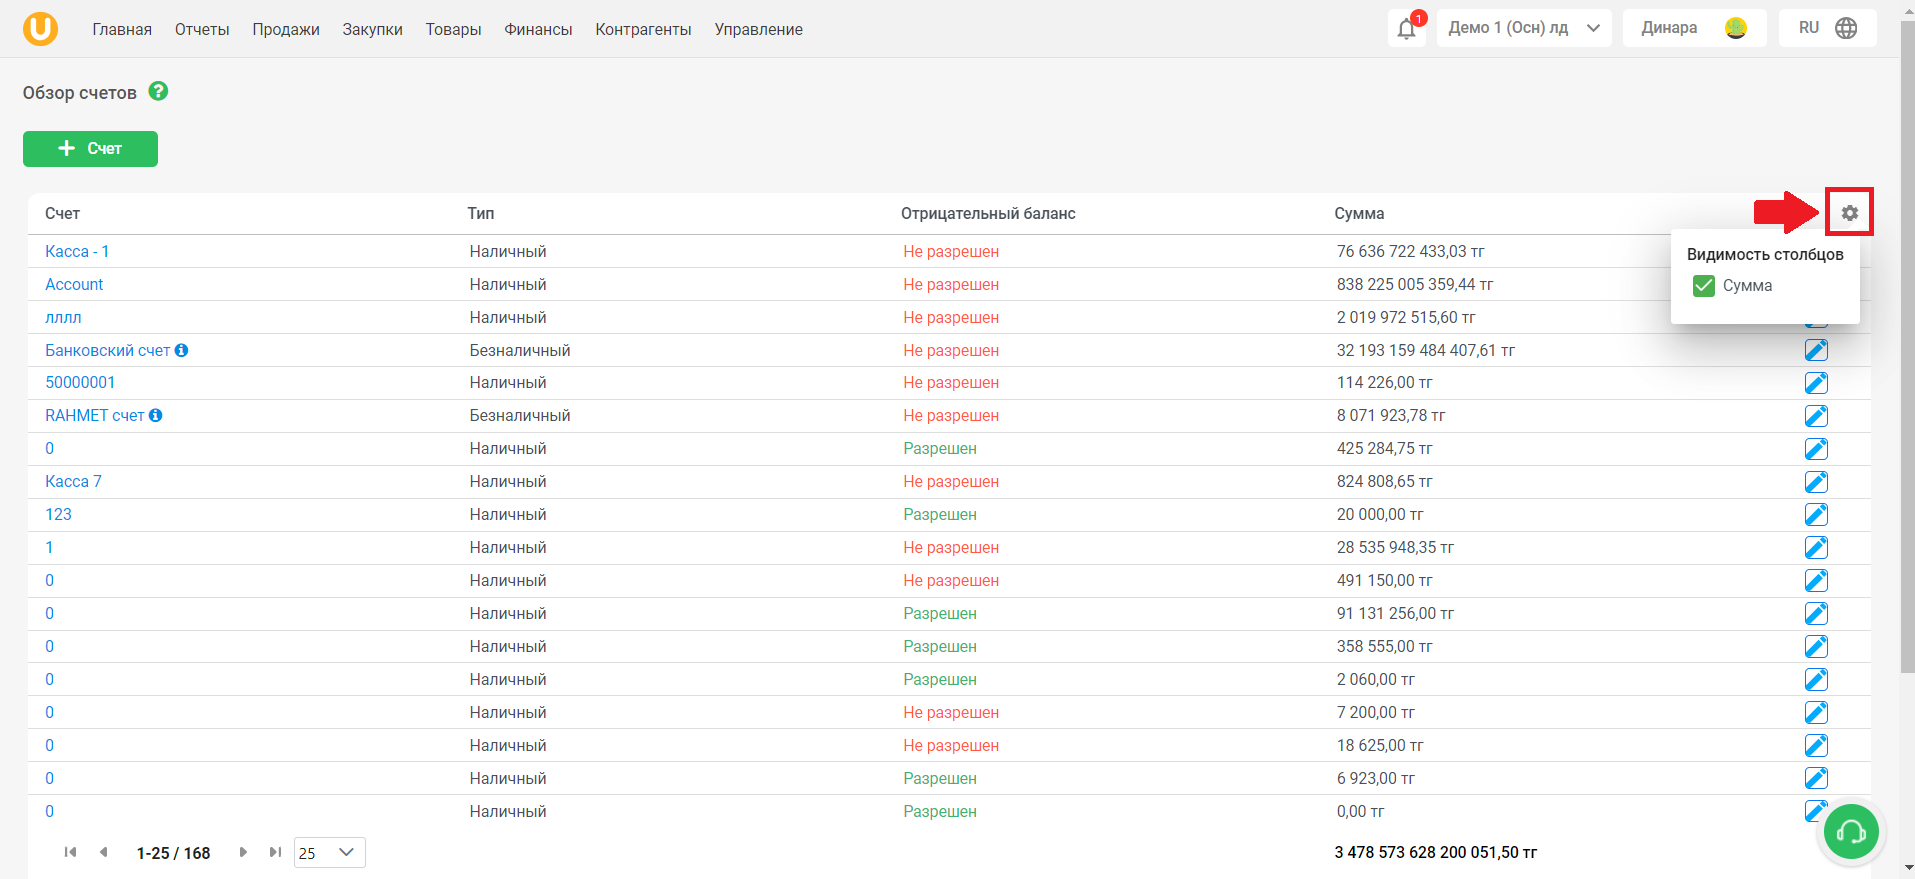 U Главная Отчеты Продажи Закупки Товары Финансы Контрагенты Управление 1 Демо 1 (Осн) лд Динара RU
Обзор счетов ?
+ Счет
Счет Тип Отрицательный баланс Сумма
Видимость столбцов
Сумма
Касса - 1 Наличный Не разрешен 76 636 722 433,03 тг
Account Наличный Не разрешен 838 225 005 359,44 тг
лллл Наличный Не разрешен 2 019 972 515,60 тг
Банковский счет i Безналичный Не разрешен 32 193 159 484 407,61 тг
50000001 Наличный Не разрешен 114 226,00 тг
RAHMET счет i Безналичный Не разрешен 8 071 923,78 тг
0 Наличный Разрешен 425 284,75 тг
Касса 7 Наличный Не разрешен 824 808,65 тг
123 Наличный Разрешен 20 000,00 тг
1 Наличный Не разрешен 28 535 948,35 тг
0 Наличный Не разрешен 491 150,00 тг
0 Наличный Разрешен 91 131 256,00 тг
0 Наличный Разрешен 358 555,00 тг
0 Наличный Разрешен 2 060,00 тг
0 Наличный Не разрешен 7 200,00 тг
0 Наличный Не разрешен 18 625,00 тг
0 Наличный Разрешен 6 923,00 тг
0 Наличный Разрешен 0,00 тг
1-25 / 168 25 3 478 573 628 200 051,50 тг